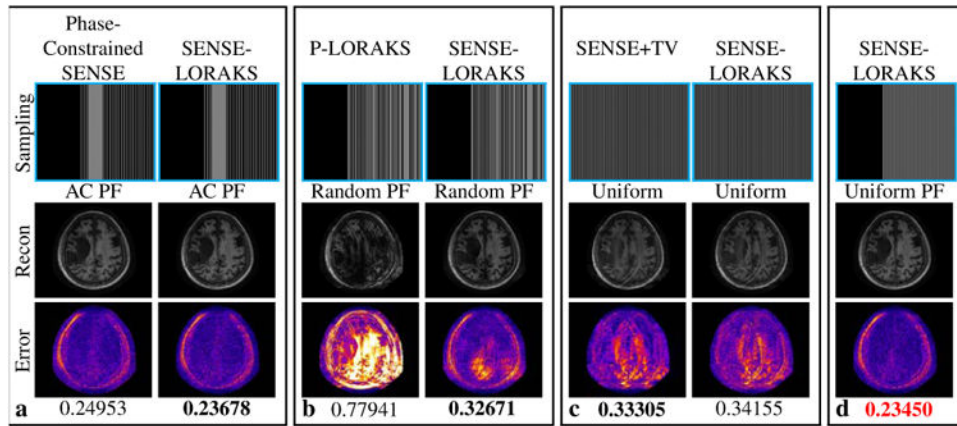 Phase-
Constrained
SENSE
SENSE-
LORAKS
P-LORAKS
SENSE-
LORAKS
SENSE+TV
SENSE-
LORAKS
SENSE-
LORAKS
Sampling
AC PF
AC PF
Random PF
Random PF
Uniform
Uniform
Uniform PF
Recon
Error
a
0.24953
0.23678
b
0.77941
0.32671
c
0.33305
0.34155
d
0.23450